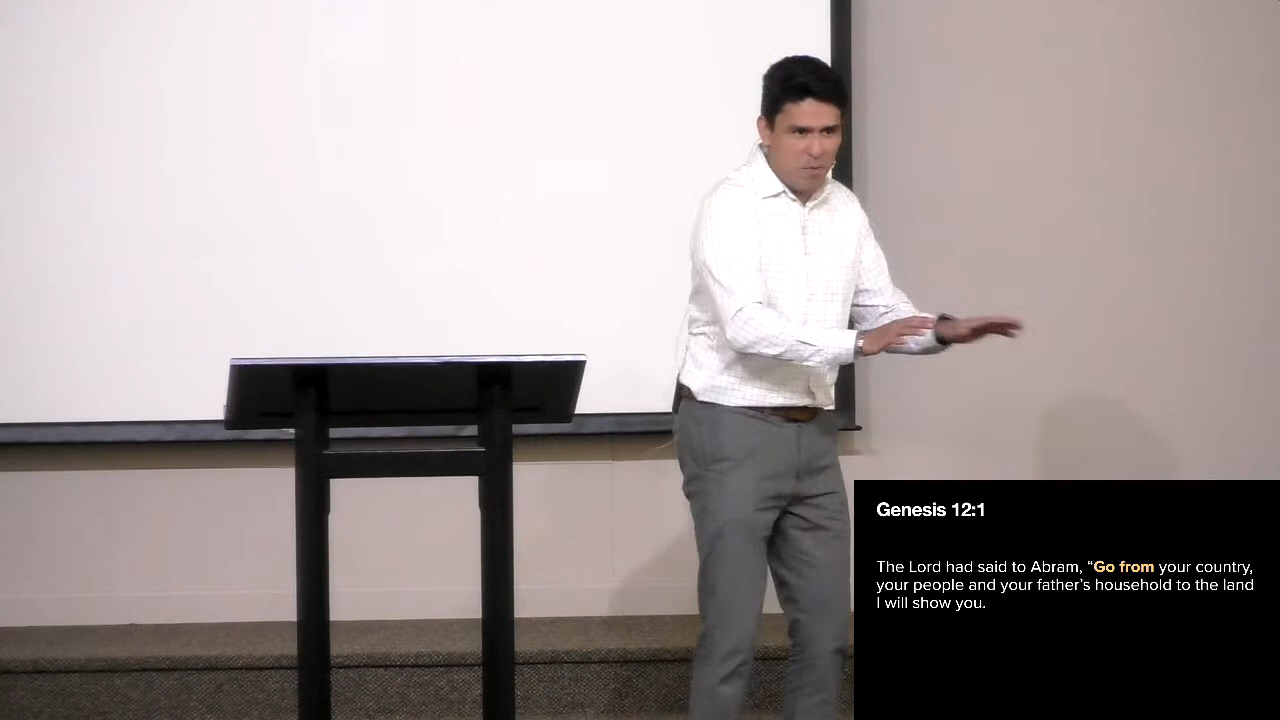 Genesis 12:1
The Lord had said to Abram, “Go from your country,
your people and your father’s household to the land
I will show you.